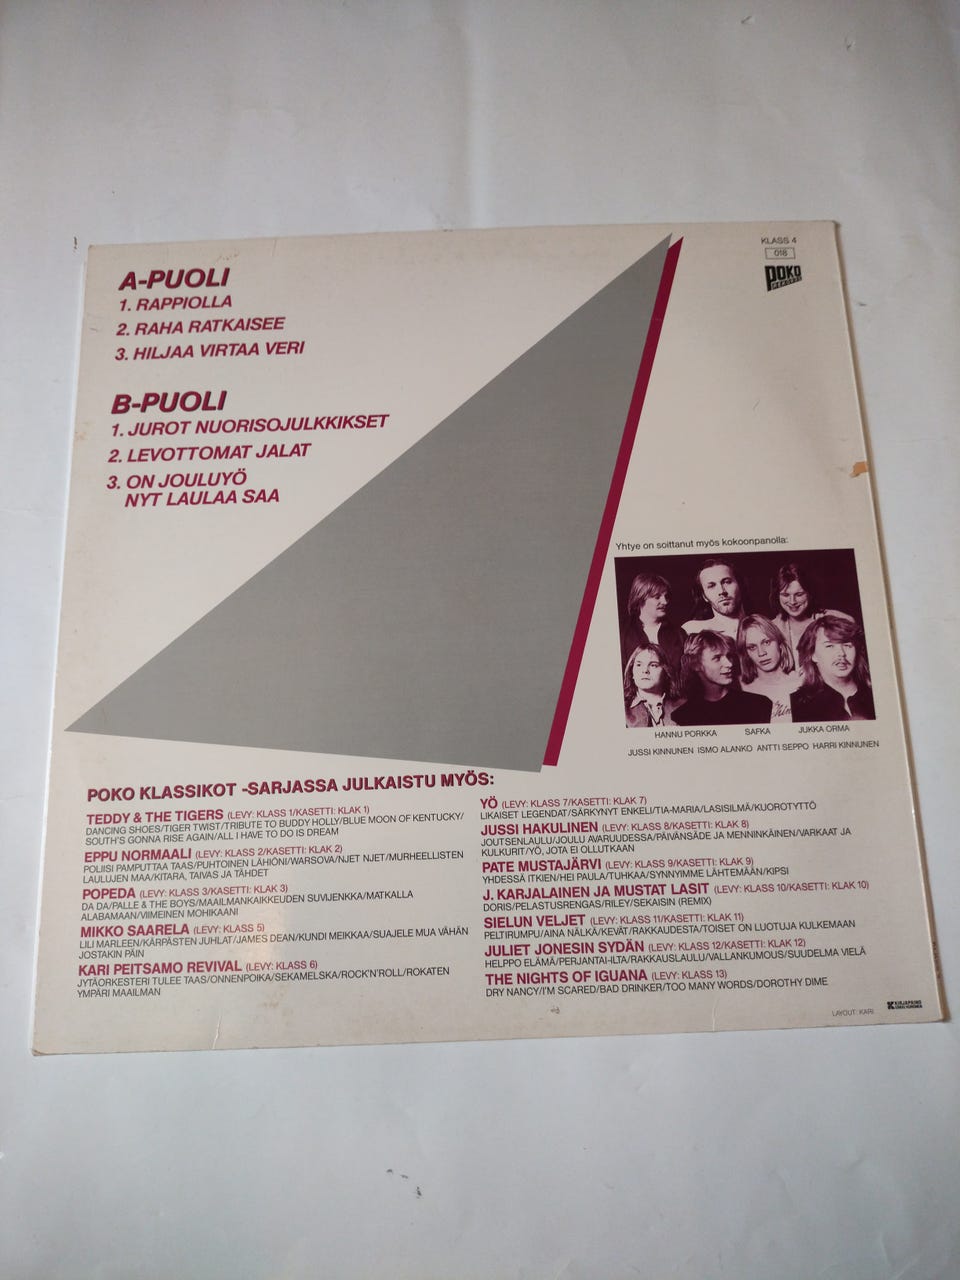 A-PUOLI
1. RAPPIOLLA
2. RAHA RATKAISEE
3. HILJAA VIRTAA VERI
B-PUOLI
1. JUROT NUORISOJULKKIKSET
2. LEVOTTOMAT JALAT
3. ON JOULUYÖ
NYT LAULAA SAA
KLASS 4
018
POKO
RECORDS
Yhtye on soittanut myös kokoonpanolla:
HANNU PORKKA SAFKA JUKKA ORMA
JUSSI KINNUNEN ISMO ALANKO ANTTI SEPPO HARRI KINNUNEN
POKO KLASSIKOT -SARJASSA JULKAISTU MYÖS:
TEDDY & THE TIGERS (LEVY: KLASS 1/KASETTI: KLAK 1)
DANCING SHOES/TIGER TWIST/TRIBUTE TO BUDDY HOLLY/BLUE MOON OF KENTUCKY/
SOUTH'S GONNA RISE AGAIN/ALL I HAVE TO DO IS DREAM
EPPU NORMAALI (LEVY: KLASS 2/KASETTI: KLAK 2)
POLIISI PAMPUTTAA TAAS/PUHTOINEN LÄHIÖNI/WARSOVA/NJET NJET/MURHEELLISTEN
LAULUJEN MAA/KITARA, TAIVAS JA TÄHDET
POPEDA (LEVY: KLASS 3/KASETTI: KLAK 3)
DA DA/PALLE & THE BOYS/MAAILMANKAIKKEUDEN SUVIJENKKA/MATKALLA
ALABAMAAN/VIIMEINEN MOHIKAANI
MIKKO SAARELA (LEVY: KLASS 5)
LILI MARLEEN/KÄRPÄSTEN JUHLAT/JAMES DEAN/KUNDI MEIKKAA/SUAJELE MUA VÄHÄN
JOSTAKIN PÄIN
KARI PEITSAMO REVIVAL (LEVY: KLASS 6)
JYTÄORKESTERI TULEE TAAS/ONNENPOIKA/SEKAMELSKA/ROCK'N'ROLL/ROKATEN
YMPÄRI MAAILMAN
YÖ (LEVY: KLASS 7/KASETTI: KLAK 7)
LIKAISET LEGENDAT/SÄRKYNYT ENKELI/TIA-MARIA/LASISILMÄ/KUOROTYTTÖ
JUSSI HAKULINEN (LEVY: KLASS 8/KASETTI: KLAK 8)
JOUTSENLAULU/JOULU AVARUUDESSA/PÄIVÄNSÄDE JA MENNINKÄINEN/VARKAAT JA
KULKURIT/YÖ, JOTA EI OLLUTKAAN
PATE MUSTAJÄRVI (LEVY: KLASS 9/KASETTI: KLAK 9)
YHDESSÄ ITKIEN/HEI PAULA/TUHKAA/SYNNYIMME LÄHTEMÄÄN/KIPSI
J. KARJALAINEN JA MUSTAT LASIT (LEVY: KLASS 10/KASETTI: KLAK 10)
DORIS/PELASTUSRENGAS/RILEY/SEKAISIN (REMIX)
SIELUN VELJET (LEVY: KLASS 11/KASETTI: KLAK 11)
PELTIRUMPU/AINA NÄLKÄ/KEVÄT/RAKKAUDESTA/TOISET ON LUOTUJA KULKEMAAN
JULIET JONESIN SYDÄN (LEVY: KLASS 12/KASETTI: KLAK 12)
HELPPO ELÄMÄ/PERJANTAI-ILTA/RAKKAUSLAULU/VALLANKUMOUS/SUUDELMA VIELÄ
THE NIGHTS OF IGUANA (LEVY: KLASS 13)
DRY NANCY/I'M SCARED/BAD DRINKER/TOO MANY WORDS/DOROTHY DIME
LAYOUT: KARI
KIRJAPAINO